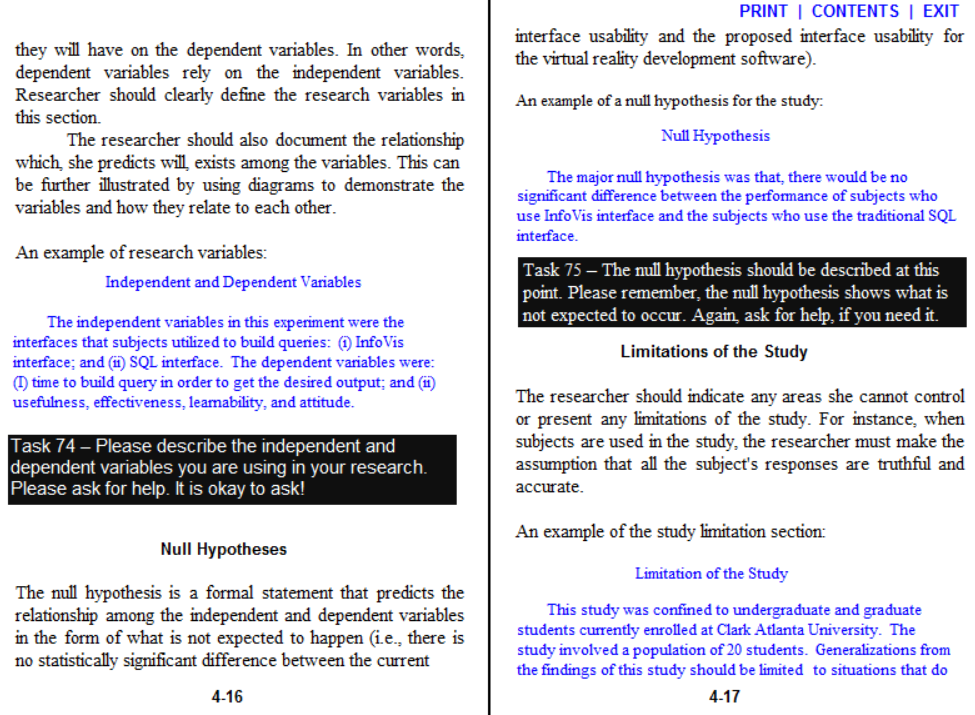 they will have on the dependent variables. In other words,
dependent variables rely on the independent variables.
Researcher should clearly define the research variables in
this section.
The researcher should also document the relationship
which, she predicts will, exists among the variables. This can
be further illustrated by using diagrams to demonstrate the
variables and how they relate to each other.
An example of research variables:
Independent and Dependent Variables
The independent variables in this experiment were the
interfaces that subjects utilized to build queries: (i) InfoVis
interface; and (ii) SQL interface. The dependent variables were:
(I) time to build query in order to get the desired output; and (ii)
usefulness, effectiveness, learnability, and attitude.
Task 74 – Please describe the independent and
dependent variables you are using in your research.
Please ask for help. It is okay to ask!
Null Hypotheses
The null hypothesis is a formal statement that predicts the
relationship among the independent and dependent variables
in the form of what is not expected to happen (i.e., there is
no statistically significant difference between the current
4-16
PRINT | CONTENTS | EXIT
interface usability and the proposed interface usability for
the virtual reality development software).
An example of a null hypothesis for the study:
Null Hypothesis
The major null hypothesis was that, there would be no
significant difference between the performance of subjects who
use InfoVis interface and the subjects who use the traditional SQL
interface.
Task 75 – The null hypothesis should be described at this
point. Please remember, the null hypothesis shows what is
not expected to occur. Again, ask for help, if you need it.
Limitations of the Study
The researcher should indicate any areas she cannot control
or present any limitations of the study. For instance, when
subjects are used in the study, the researcher must make the
assumption that all the subject's responses are truthful and
accurate.
An example of the study limitation section:
Limitation of the Study
This study was confined to undergraduate and graduate
students currently enrolled at Clark Atlanta University. The
study involved a population of 20 students. Generalizations from
the findings of this study should be limited to situations that do
4-17